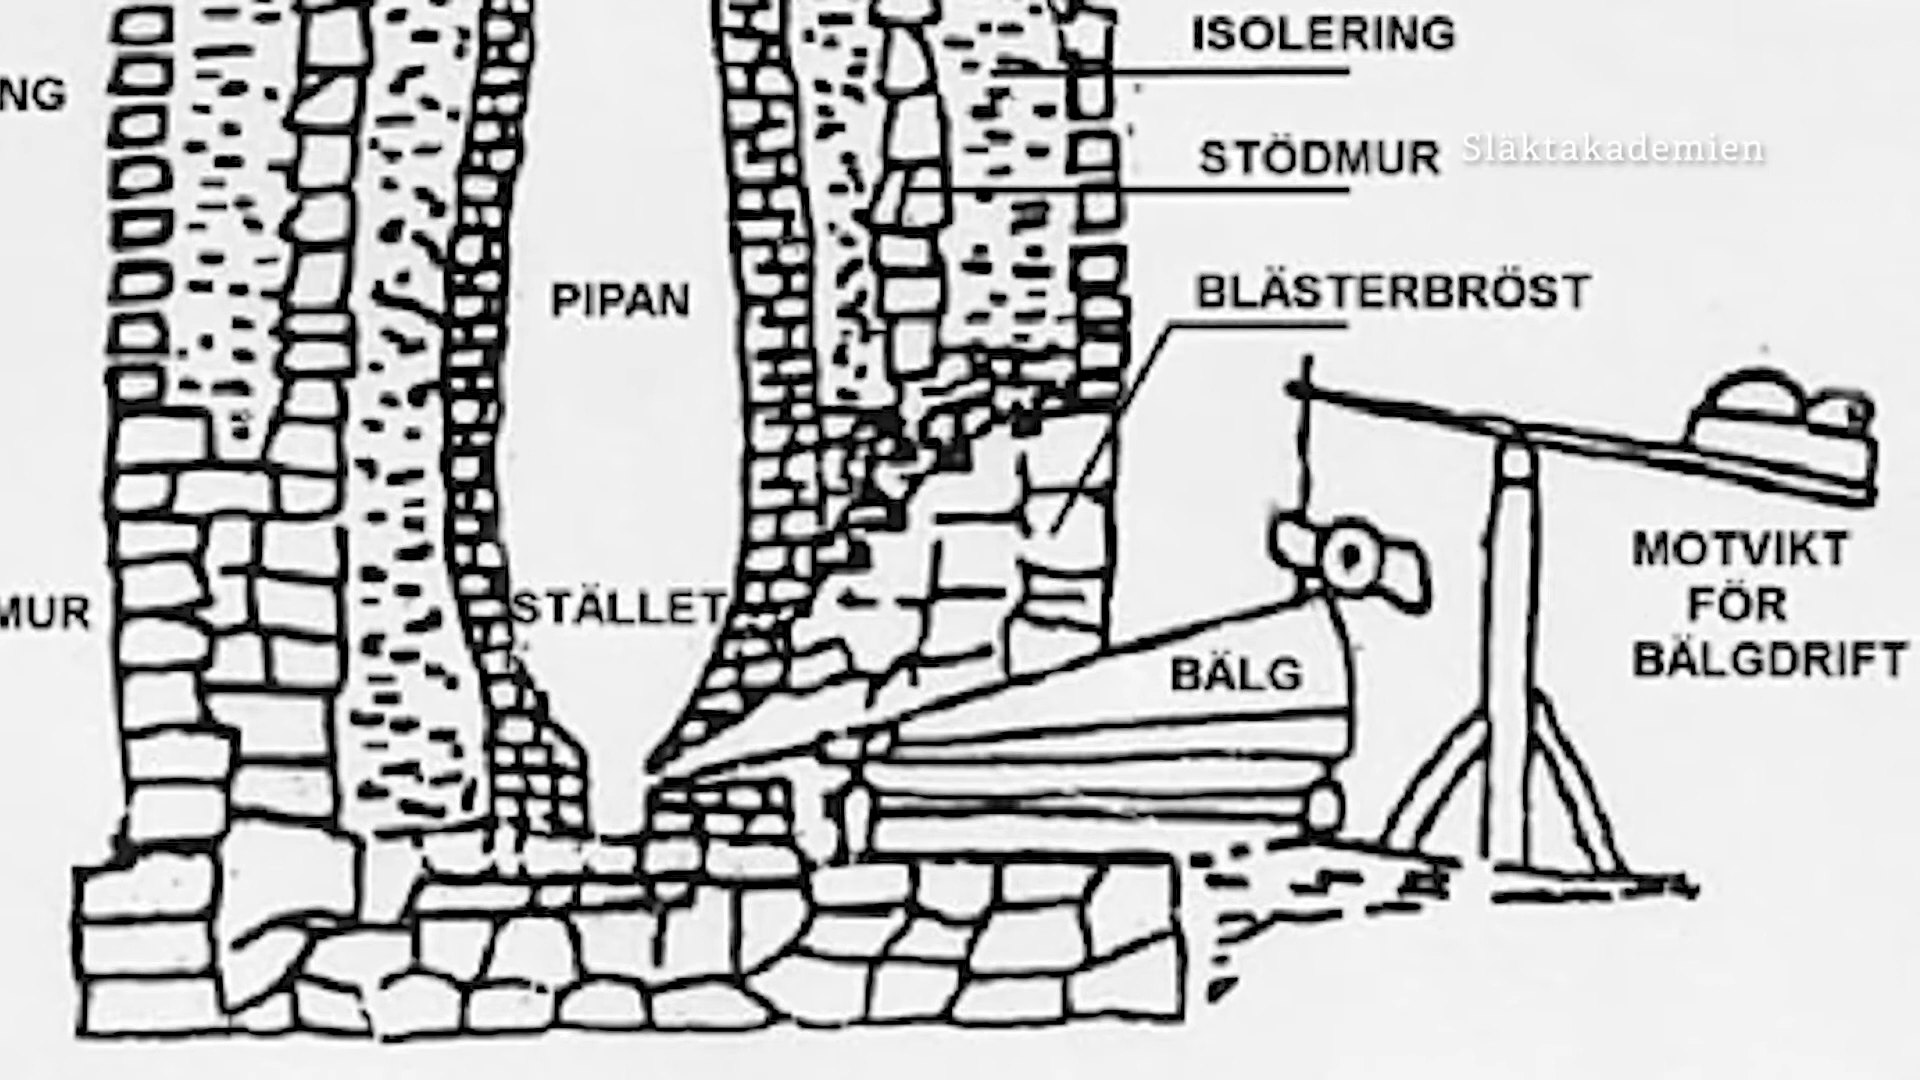 ISOLERING
NG
STÖDMUR
Släktakademien
BLÄSTERBRÖST
PIPAN
MOTVIKT
FÖR
BÄLGDRIFT
MUR
STÄLLET
BÄLG